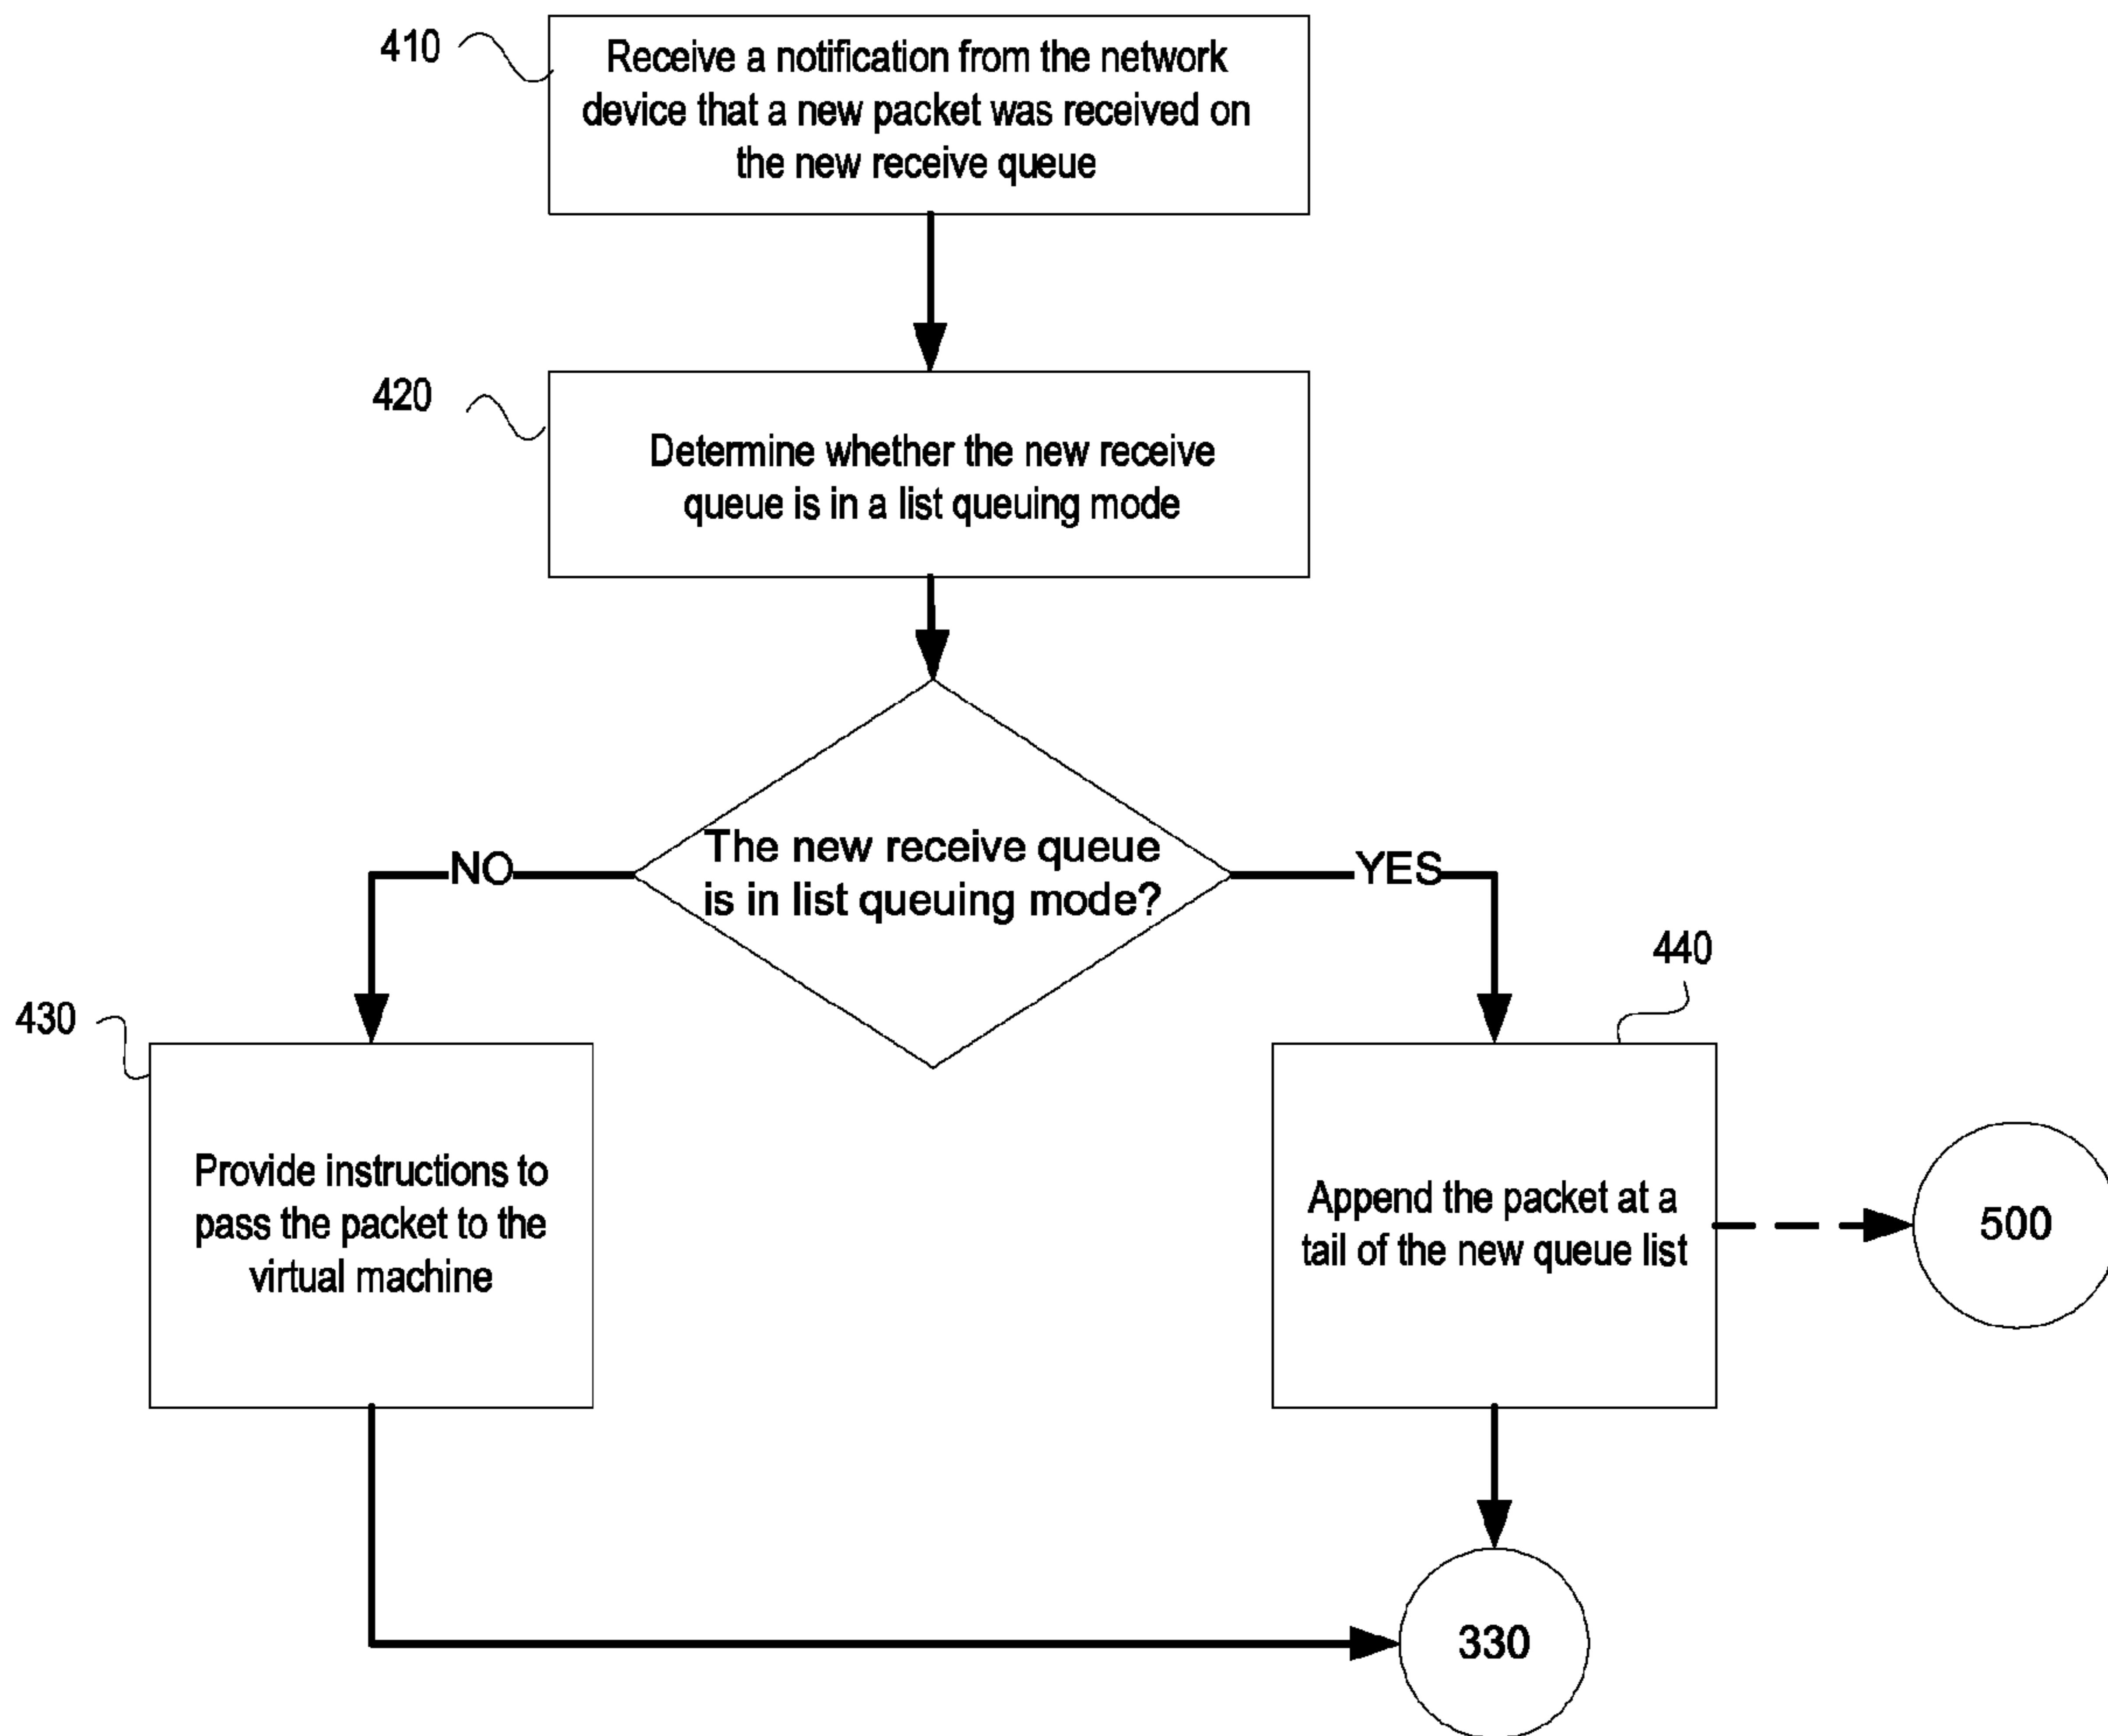 410
Receive a notification from the network
device that a new packet was received on
the new receive queue
420
Determine whether the new receive
queue is in a list queuing mode
The new receive queue
is in list queuing mode?
NO
YES
440
430
Provide instructions to
pass the packet to the
virtual machine
Append the packet at a
tail of the new queue list
500
330